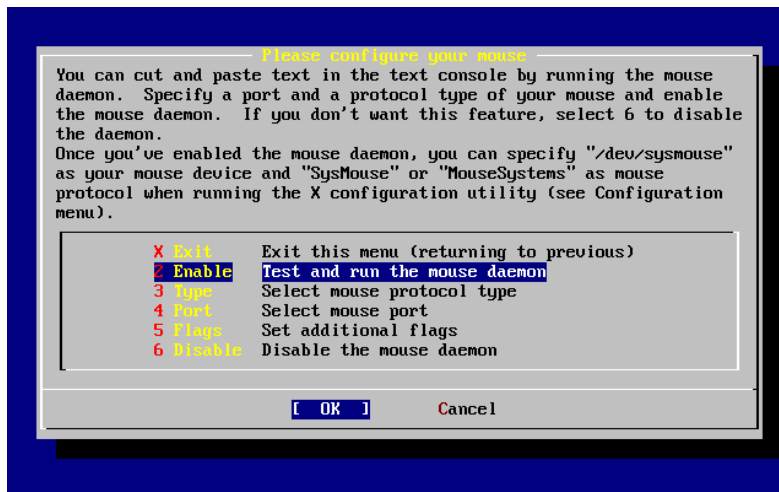 Please configure your mouse
You can cut and paste text in the text console by running the mouse
daemon.  Specify a port and a protocol type of your mouse and enable
the mouse daemon.  If you don't want this feature, select 6 to disable
the daemon.
Once you've enabled the mouse daemon, you can specify "/dev/sysmouse"
as your mouse device and "SysMouse" or "MouseSystems" as mouse
protocol when running the X configuration utility (see Configuration
menu).
X Exit Exit this menu (returning to previous)
2 Enable Test and run the mouse daemon
3 Type Select mouse protocol type
4 Port Select mouse port
5 Flags Set additional flags
6 Disable Disable the mouse daemon
[ OK ] Cancel